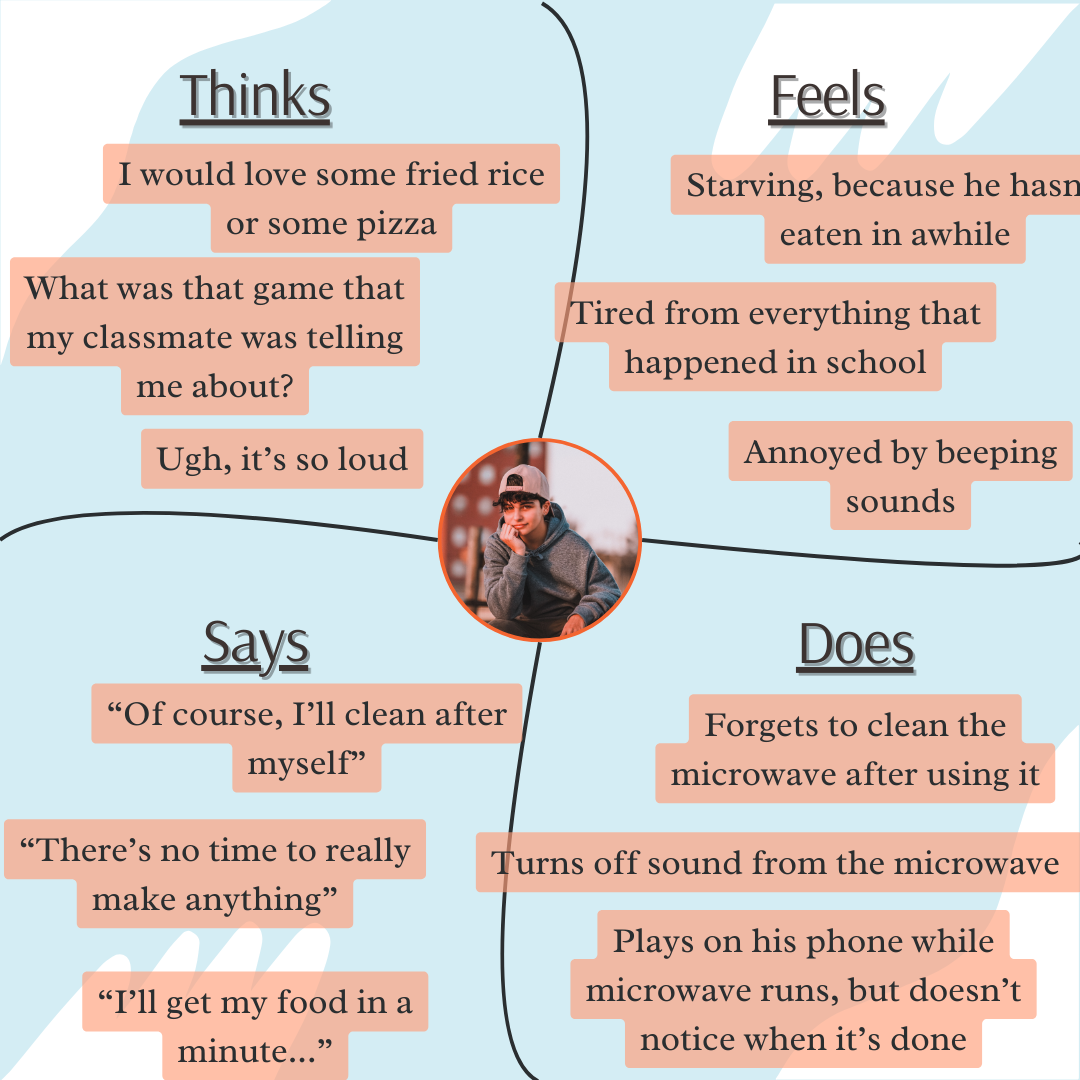 Thinks
I would love some fried rice
or some pizza
What was that game that
my classmate was telling
me about?
Ugh, it’s so loud
Feels
Starving, because he hasn
eaten in awhile
Tired from everything that
happened in school
Annoyed by beeping
sounds
Says
“Of course, I’ll clean after
myself”
“There’s no time to really
make anything”
“I’ll get my food in a
minute...”
Does
Forgets to clean the
microwave after using it
Turns off sound from the microwave
Plays on his phone while
microwave runs, but doesn’t
notice when it’s done